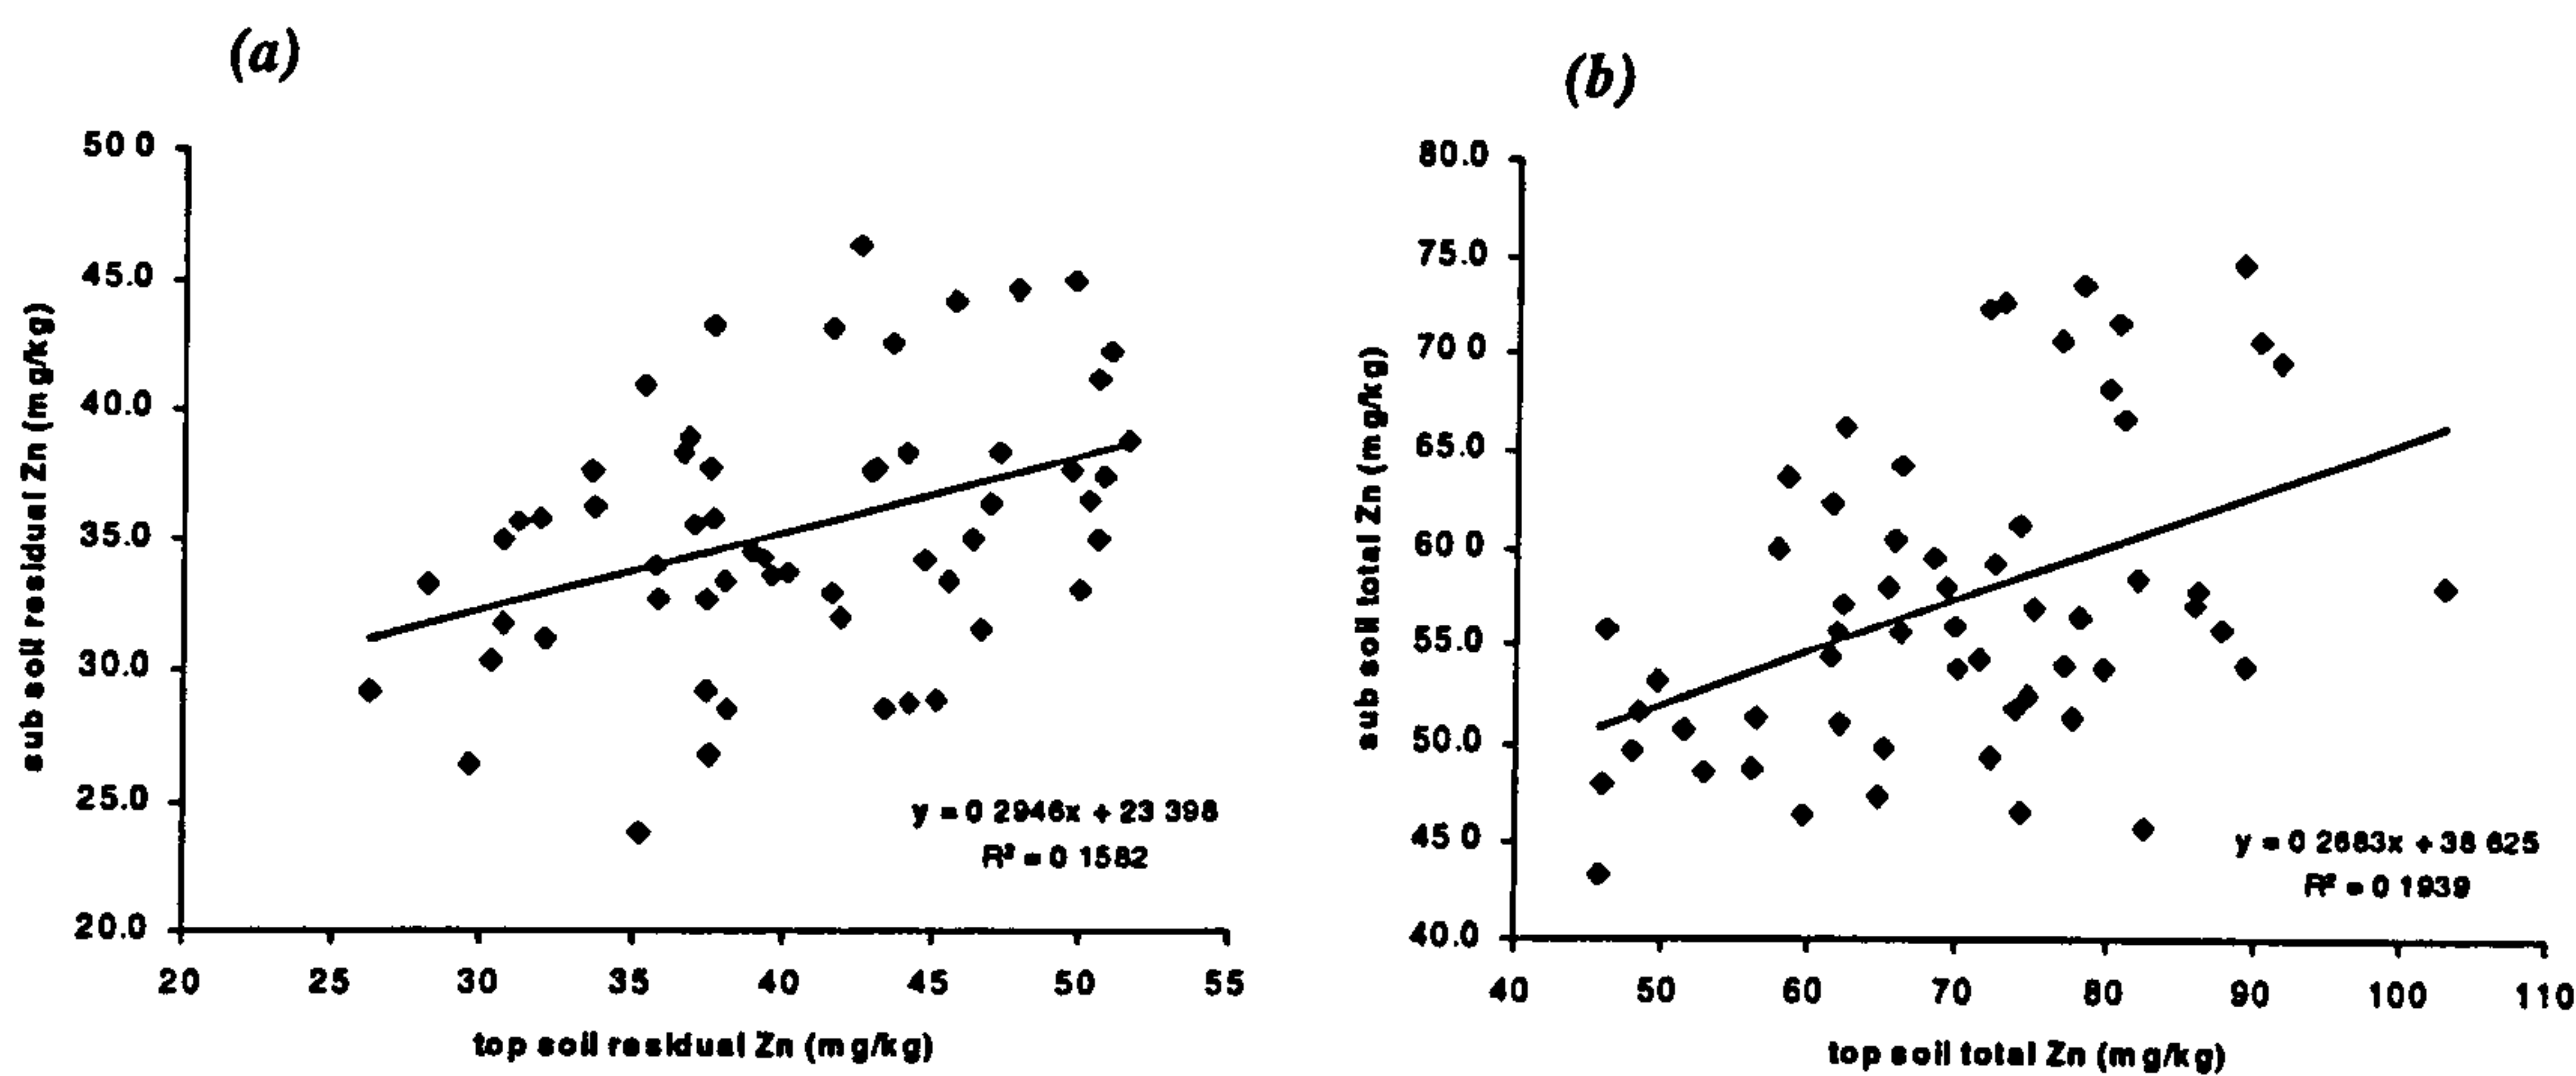 (a)
50 0
45.0
40.0
35.0
30.0
25.0
20.0
sub soil residual Zn (mg/kg)
y = 0 2946x + 23 398
R² = 0 1582
20 25 30 35 40 45 50 55
top soil residual Zn (mg/kg)
(b)
80.0
75.0
70 0
65.0
60 0
55.0
50.0
45 0
40.0
sub soil total Zn (mg/kg)
y = 0 2683x + 38 625
R² = 0 1939
40 50 60 70 80 90 100 110
top soil total Zn (mg/kg)